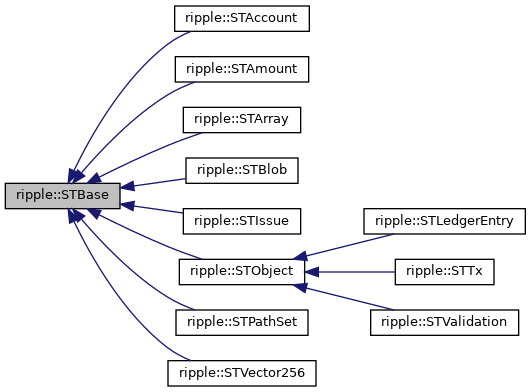 ripple::STAccount
ripple::STAmount
ripple::STArray
ripple::STBlob
ripple::STBase
ripple::STIssue
ripple::STLedgerEntry
ripple::STObject
ripple::STTx
ripple::STPathSet
ripple::STValidation
ripple::STVector256